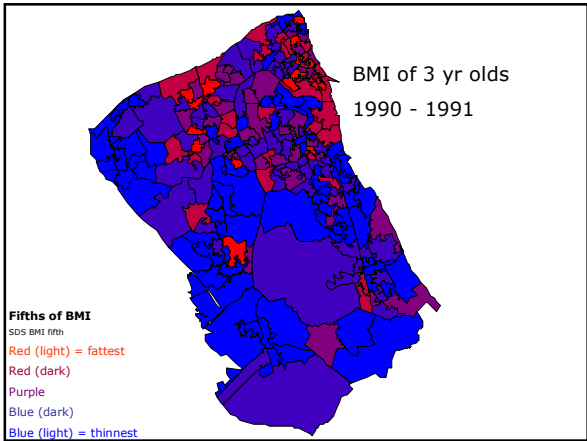 BMI of 3 yr olds
1990 - 1991
Fifths of BMI
SDS BMI fifth
Red (light) = fattest
Red (dark)
Purple
Blue (dark)
Blue (light) = thinnest